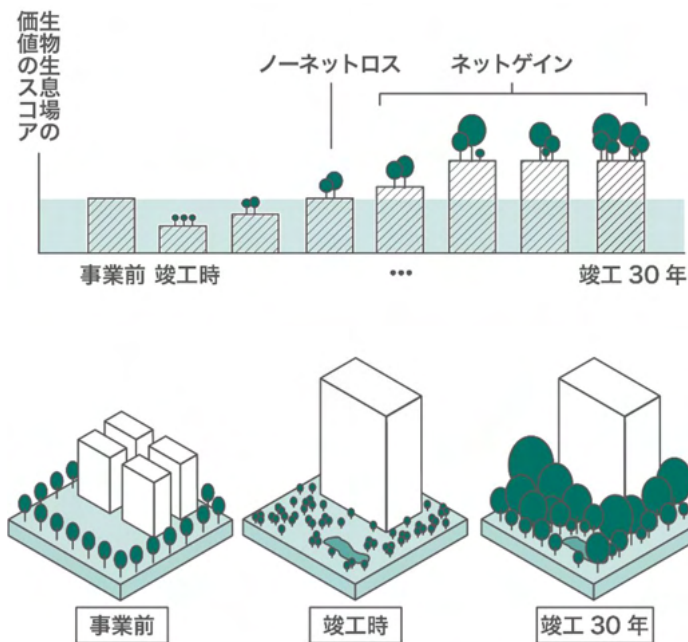 生物生息場の
価値のスコア
ノーネットロス
ネットゲイン
事業前
竣工時
•••
竣工 30 年
事業前
竣工時
竣工 30 年